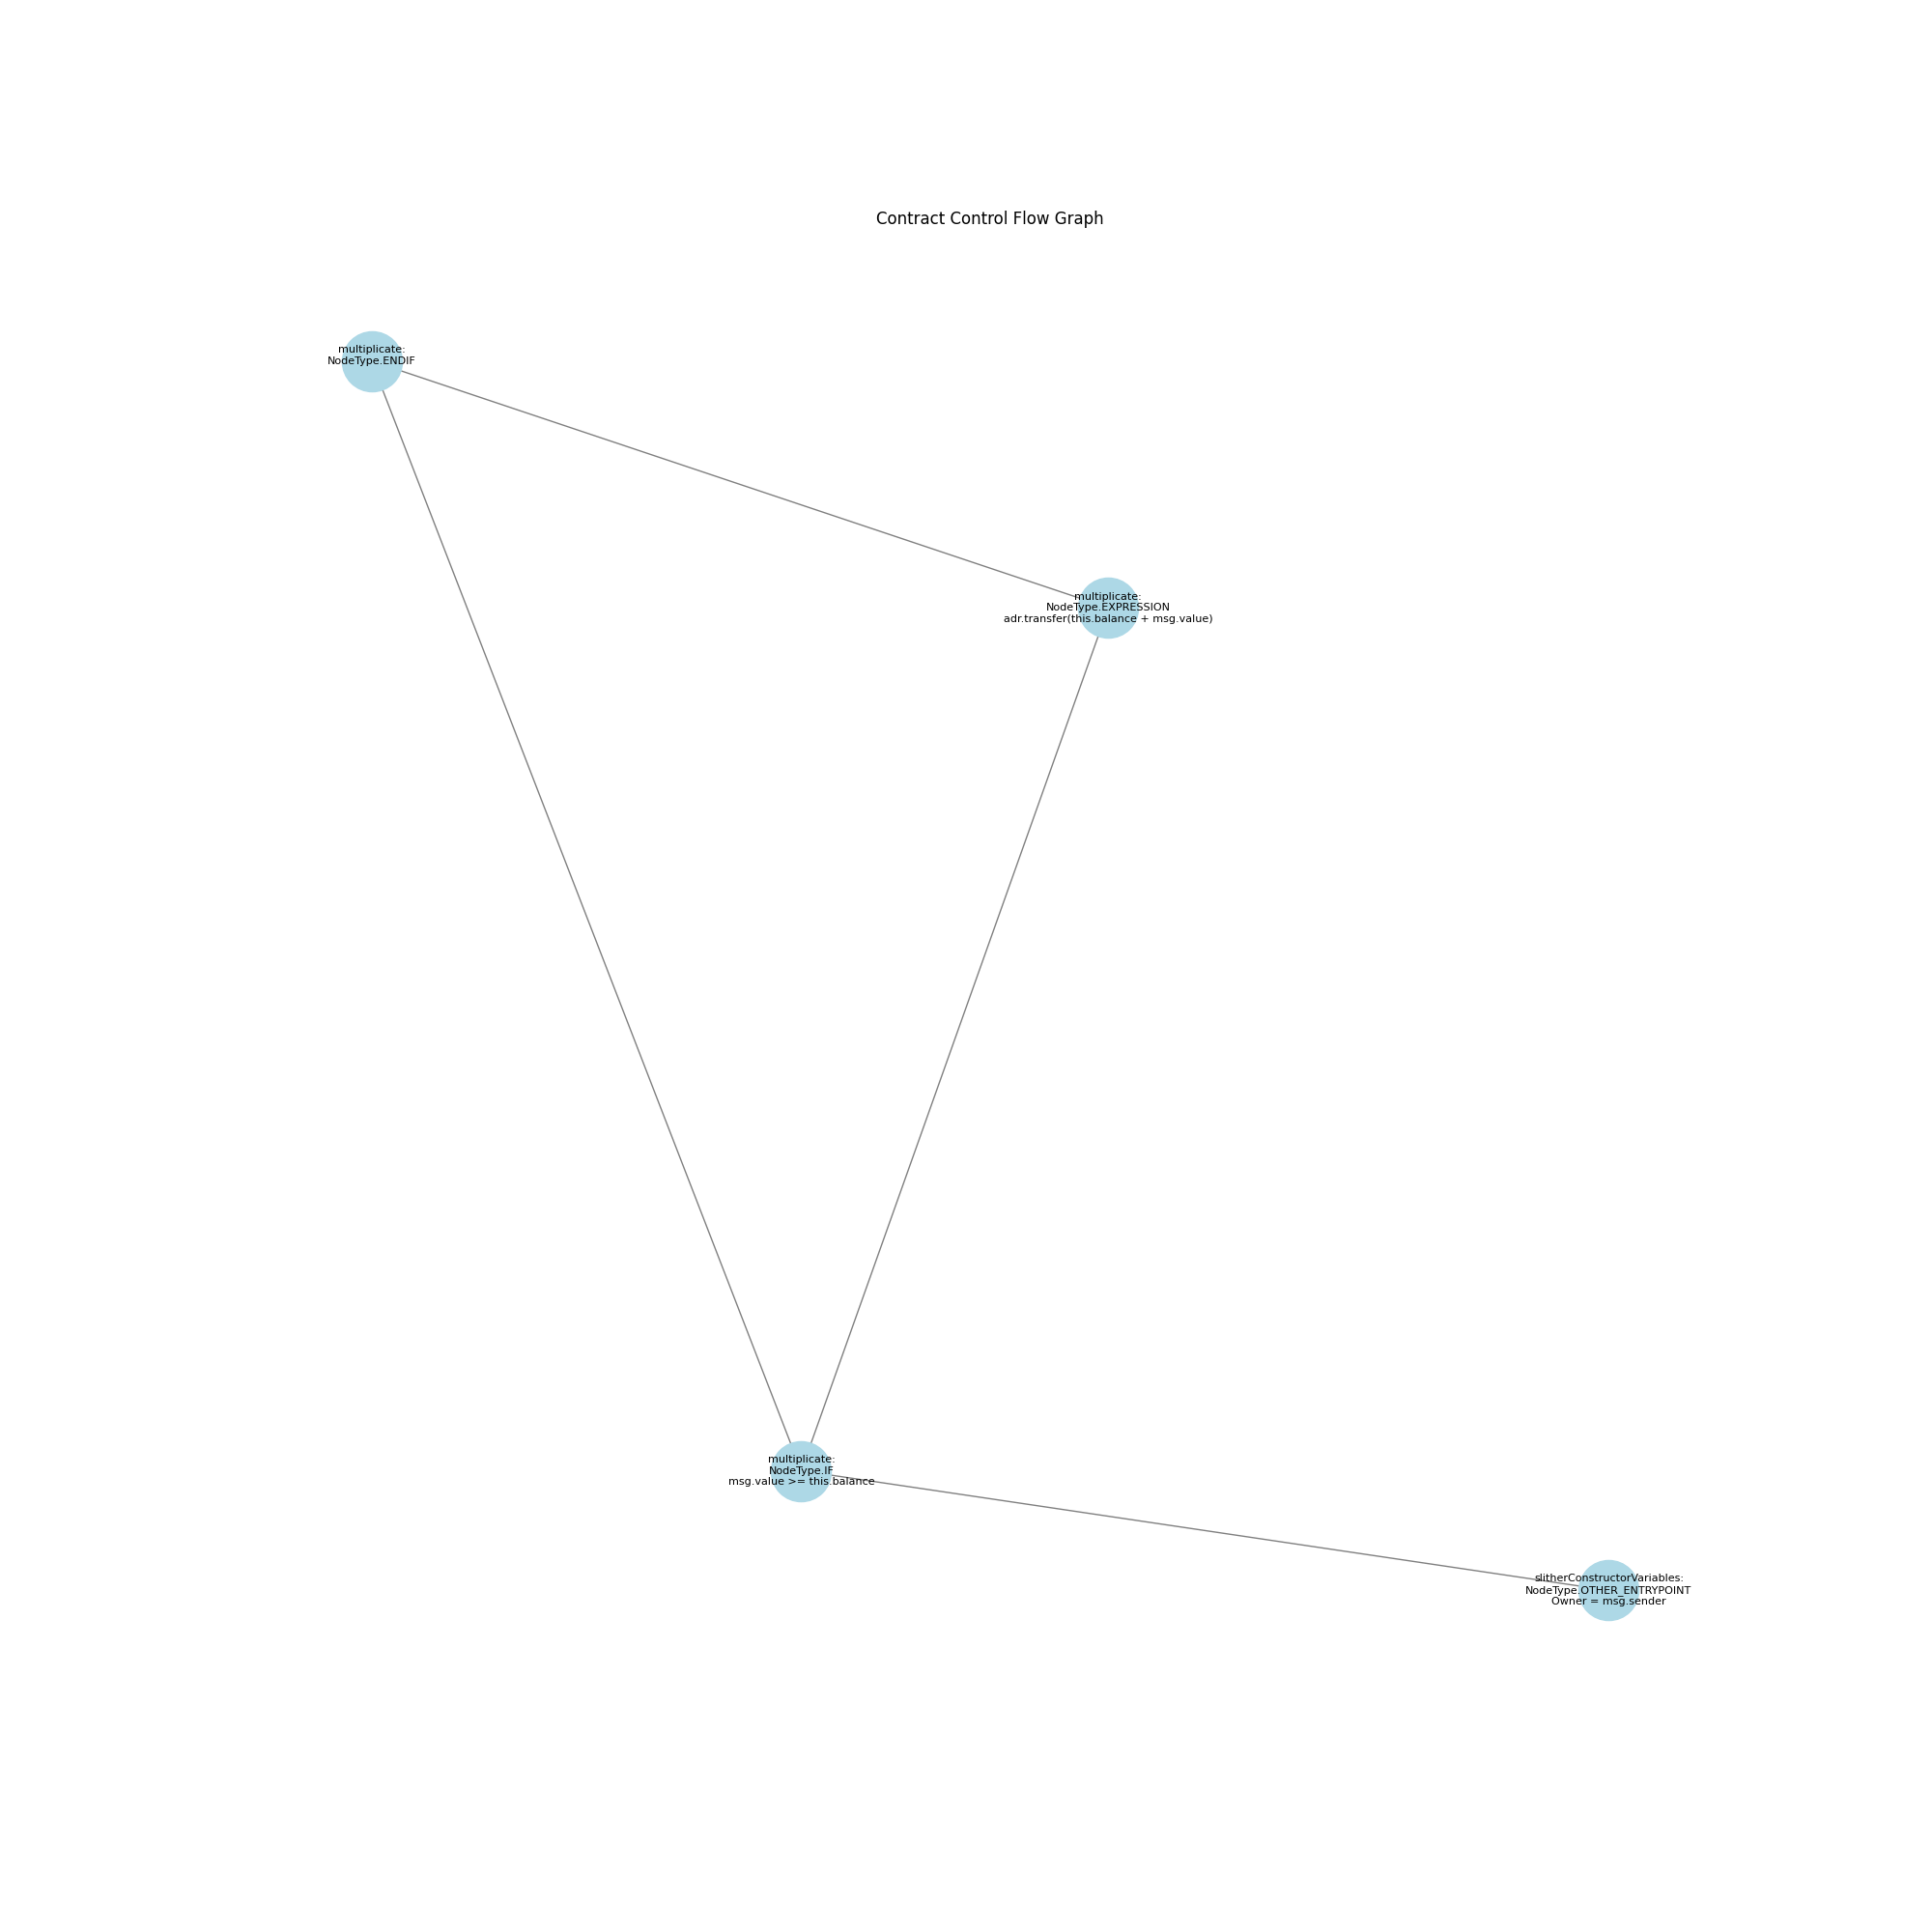 Contract Control Flow Graph
multiplicate:
NodeType.ENDIF
multiplicate:
NodeType.EXPRESSION
adr.transfer(this.balance + msg.value)
multiplicate:
NodeType.IF
msg.value >= this.balance
slitherConstructorVariables:
NodeType.OTHER_ENTRYPOINT
Owner = msg.sender